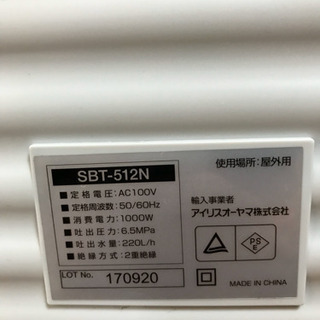 SBT-512N
使用場所:屋外用
■定格電圧:AC100V
■定格周波数:50/60Hz
■消費電力:1000W
■吐出圧力:6.5MPa
■吐出水量:220L/h
■絶縁方式:2重絶縁
輸入事業者
アイリスオーヤマ株式会社
PS
E
LOT No. 170920
MADE IN CHINA